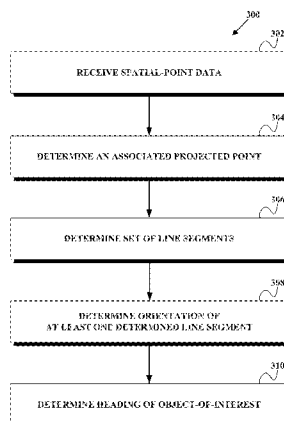 300
302
RECEIVE SPATIAL-POINT DATA
304
DETERMINE AN ASSOCIATED PROJECTED POINT
306
DETERMINE SET OF LINE SEGMENTS
308
DETERMINE ORIENTATION OF
AT LEAST ONE DETERMINED LINE SEGMENT
310
DETERMINE HEADING OF OBJECT-OF-INTEREST